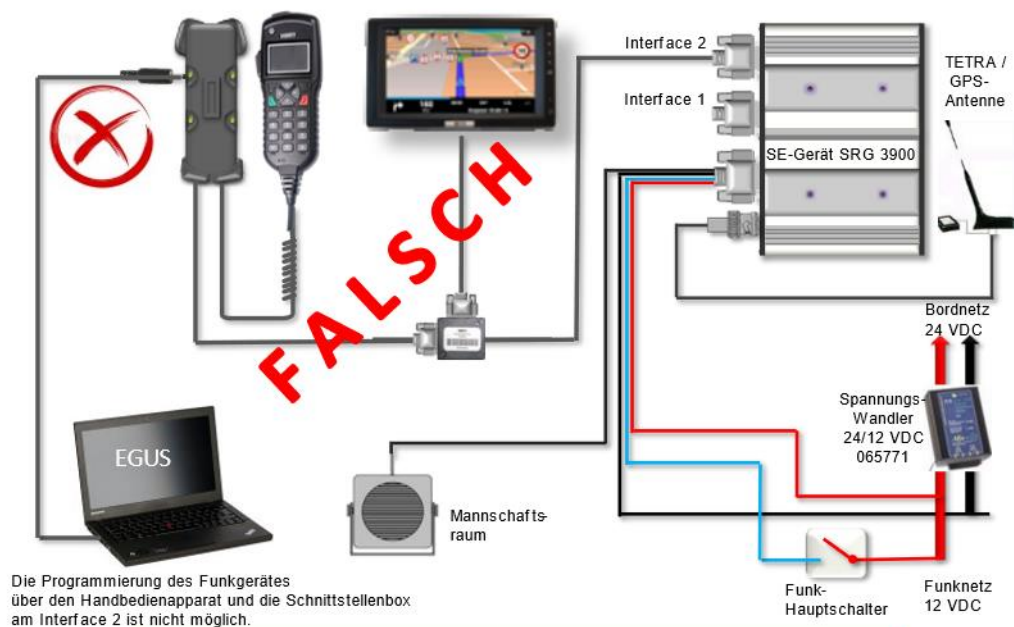 Interface 2
Interface 1
TETRA /
GPS-
Antenne
SE-Gerät SRG 3900
FALSCH
Bordnetz
24 VDC
Spannungs-
Wandler
24/12 VDC
065771
EGUS
Mannschafts-
raum
Funk-
Hauptschalter
Funknetz
12 VDC
Die Programmierung des Funkgerätes
über den Handbedienapparat und die Schnittstellenbox
am Interface 2 ist nicht möglich.